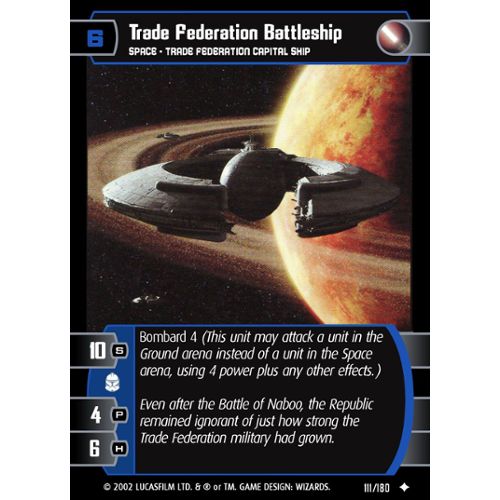 6
Trade Federation Battleship
SPACE - TRADE FEDERATION CAPITAL SHIP
10 S
4 P
6 H
Bombard 4 (This unit may attack a unit in the
Ground arena instead of a unit in the Space
arena, using 4 power plus any other effects.)
Even after the Battle of Naboo, the Republic
remained ignorant of just how strong the
Trade Federation military had grown.
© 2002 LUCASFILM LTD. & ® or TM. GAME DESIGN: WIZARDS.
111/180